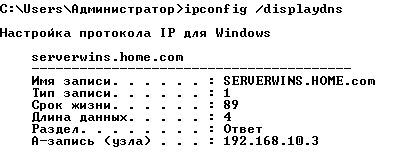 C:\Users\Администратор>ipconfig /displaydns
Настройка протокола IP для Windows
serverwins.home.com
----------------------------------------
Имя записи. . . . . . : SERVERWINS.HOME.com
Тип записи. . . . . . : 1
Срок жизни. . . . . . : 89
Длина данных. . . . . : 4
Раздел. . . . . . . . : Ответ
А-запись (узла) . . . : 192.168.10.3